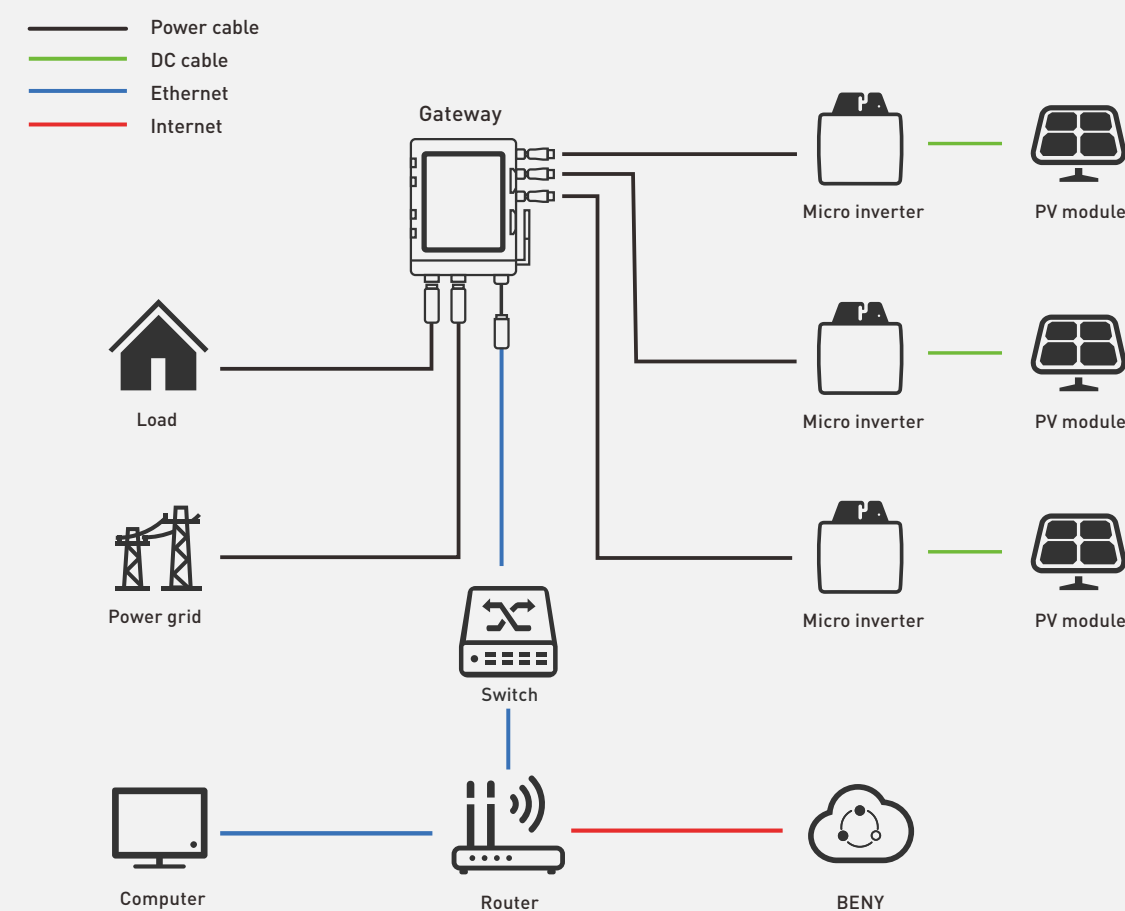 Power cable
DC cable
Ethernet
Internet
Gateway
Micro inverter
PV module
Load
Micro inverter
PV module
Power grid
Micro inverter
PV module
Switch
Computer
Router
BENY